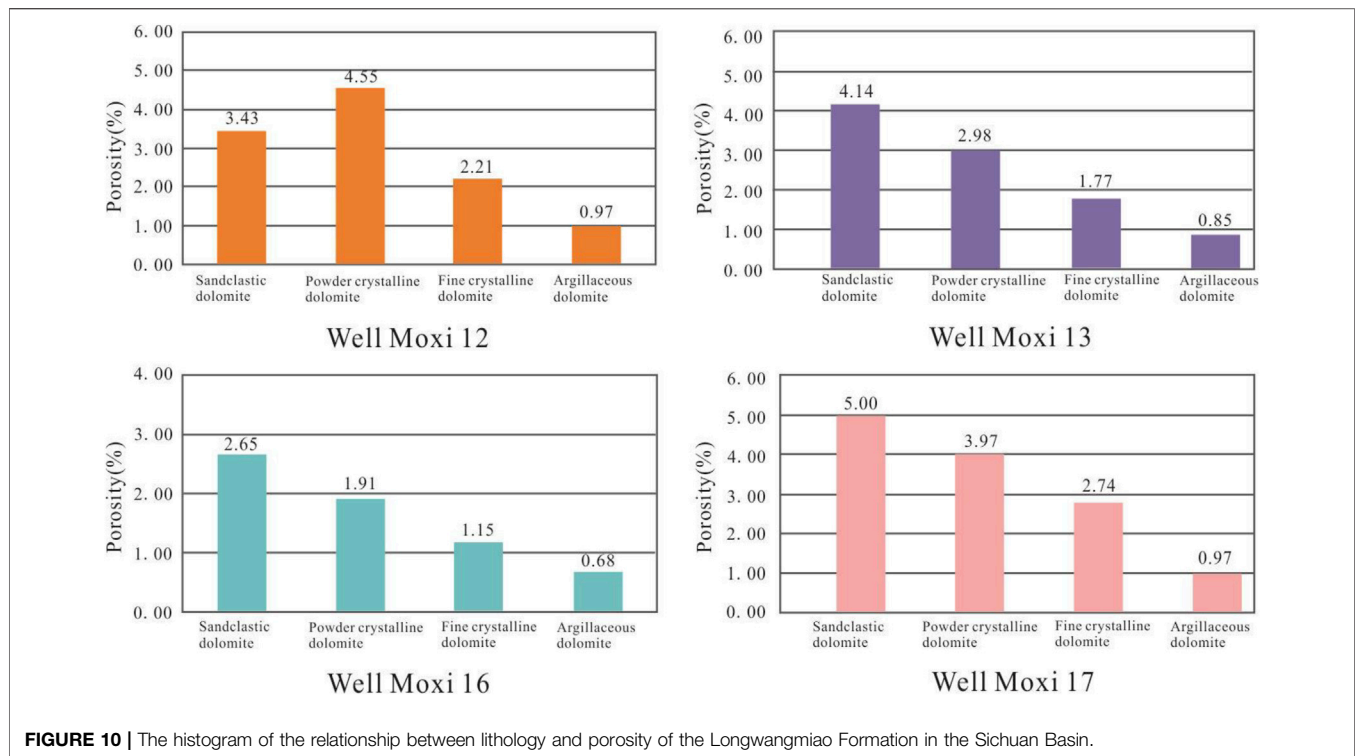 6. 00
5. 00
4. 00
3. 00
2. 00
1. 00
0. 00
Porosity(%)
3.43
4.55
2.21
0.97
Sandclastic
dolomite
Powder crystalline
dolomite
Fine crystalline
dolomite
Argillaceous
dolomite
Well Moxi 12
6. 00
5. 00
4. 00
3. 00
2. 00
1. 00
0. 00
Porosity(%)
4.14
2.98
1.77
0.85
Sandclastic
dolomite
Powder crystalline
dolomite
Fine crystalline
dolomite
Argillaceous
dolomite
Well Moxi 13
4. 00
3. 00
2. 00
1. 00
0. 00
Porosity(%)
2.65
1.91
1.15
0.68
Sandclastic
dolomite
Powder crystalline
dolomite
Fine crystalline
dolomite
Argillaceous
dolomite
Well Moxi 16
6. 00
5. 00
4. 00
3. 00
2. 00
1. 00
0. 00
Porosity(%)
5.00
3.97
2.74
0.97
Sandclastic
dolomite
Powder crystalline
dolomite
Fine crystalline
dolomite
Argillaceous
dolomite
Well Moxi 17
FIGURE 10 | The histogram of the relationship between lithology and porosity of the Longwangmiao Formation in the Sichuan Basin.